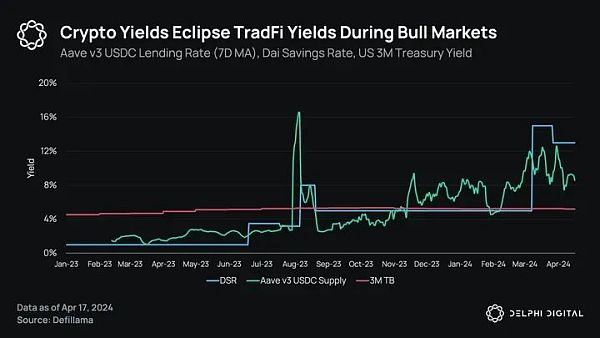 Crypto Yields Eclipse TradFi Yields During Bull Markets
Aave v3 USDC Lending Rate (7D MA), Dai Savings Rate, US 3M Treasury Yield
20%
16%
12%
8%
4%
0%
Yield
Jan-23 Feb-23 Mar-23 Apr-23 May-23 Jun-23 Jul-23 Aug-23 Sep-23 Oct-23 Nov-23 Dec-23 Jan-24 Feb-24 Mar-24 Apr-24
DSR Aave v3 USDC Supply 3M TB
Data as of Apr 17, 2024
Source: Defillama
DELPHI DIGITAL